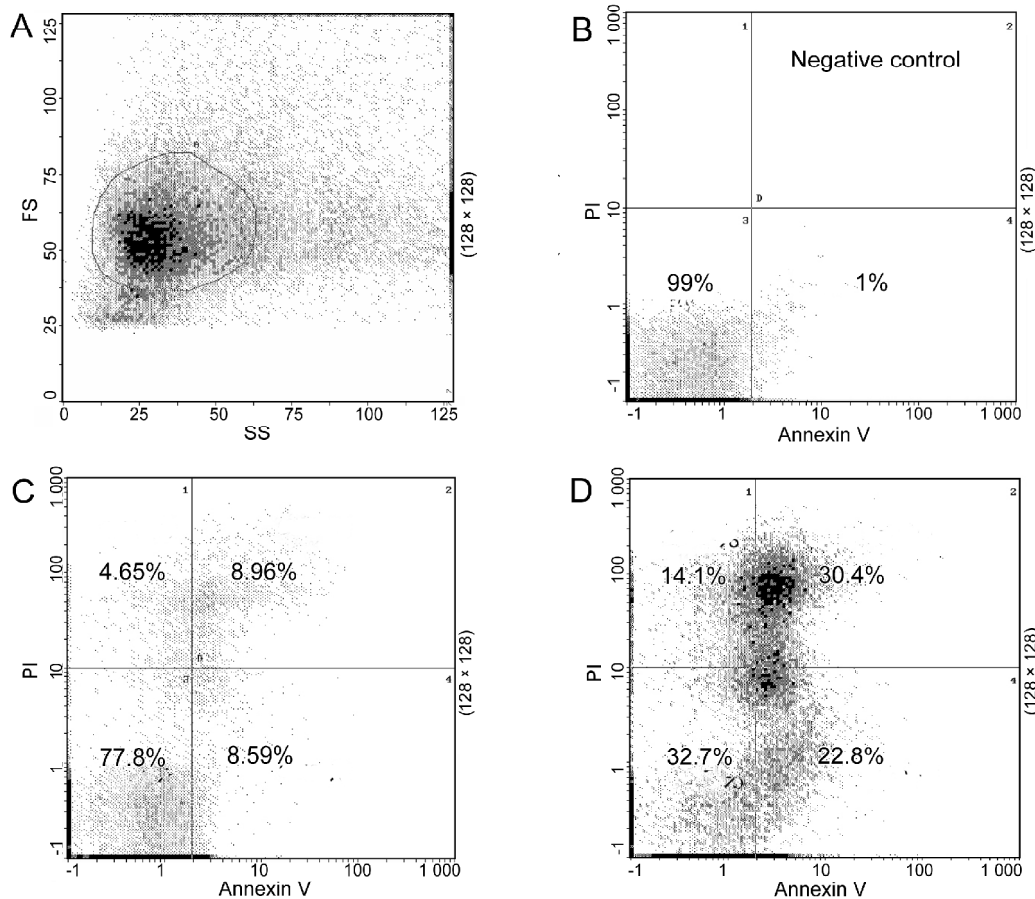 A
FS
125
100
75
50
25
0
0 25 50 75 100 125
SS
(128 × 128)
B
1 2
Negative control
D
3 4
99% 1%
PI
1 000
10
1
-1
-1 1 10 100 1 000
Annexin V
(128 × 128)
C
1 2
4.65% 8.96%
4
77.8% 8.59%
PI
1 000
100
10
1
-1
-1 1 10 100 1 000
Annexin V
(128 × 128)
D
1 2
14.1% 30.4%
4
32.7% 22.8%
PI
1 000
100
10
1
-1
-1 1 10 100 1 000
Annexin V
(128 × 128)